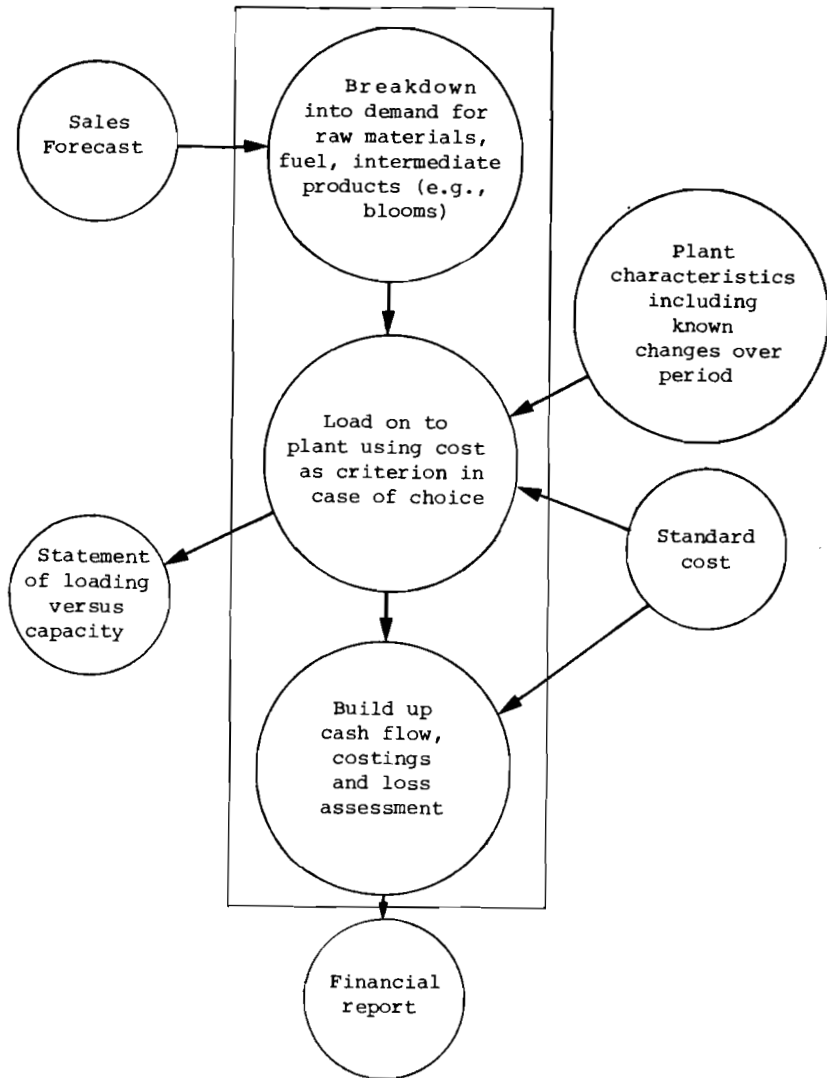 Sales
Forecast
Breakdown
into demand for
raw materials,
fuel, intermediate
products (e.g.,
blooms)
Plant
characteristics
including
known
changes over
period
Load on to
plant using cost
as criterion in
case of choice
Standard
cost
Statement
of loading
versus
capacity
Build up
cash flow,
costings
and loss
assessment
Financial
report